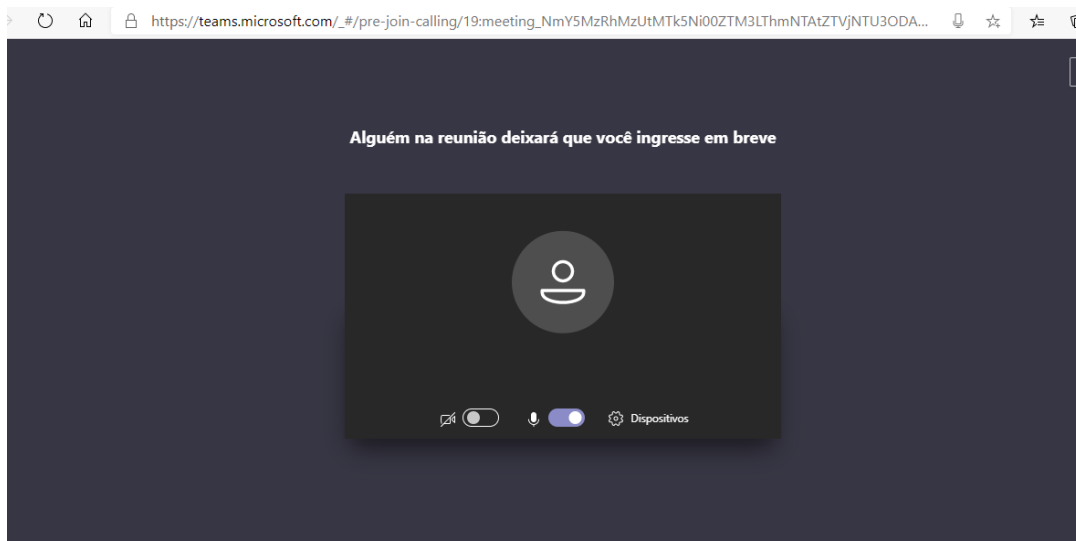 https://teams.microsoft.com/_#/pre-join-calling/19:meeting_NmY5MzRhMzUtMTk5Ni00ZTM3LThmNTAtZTVjNTU3ODA...
Alguém na reunião deixará que você ingresse em breve
Dispositivos